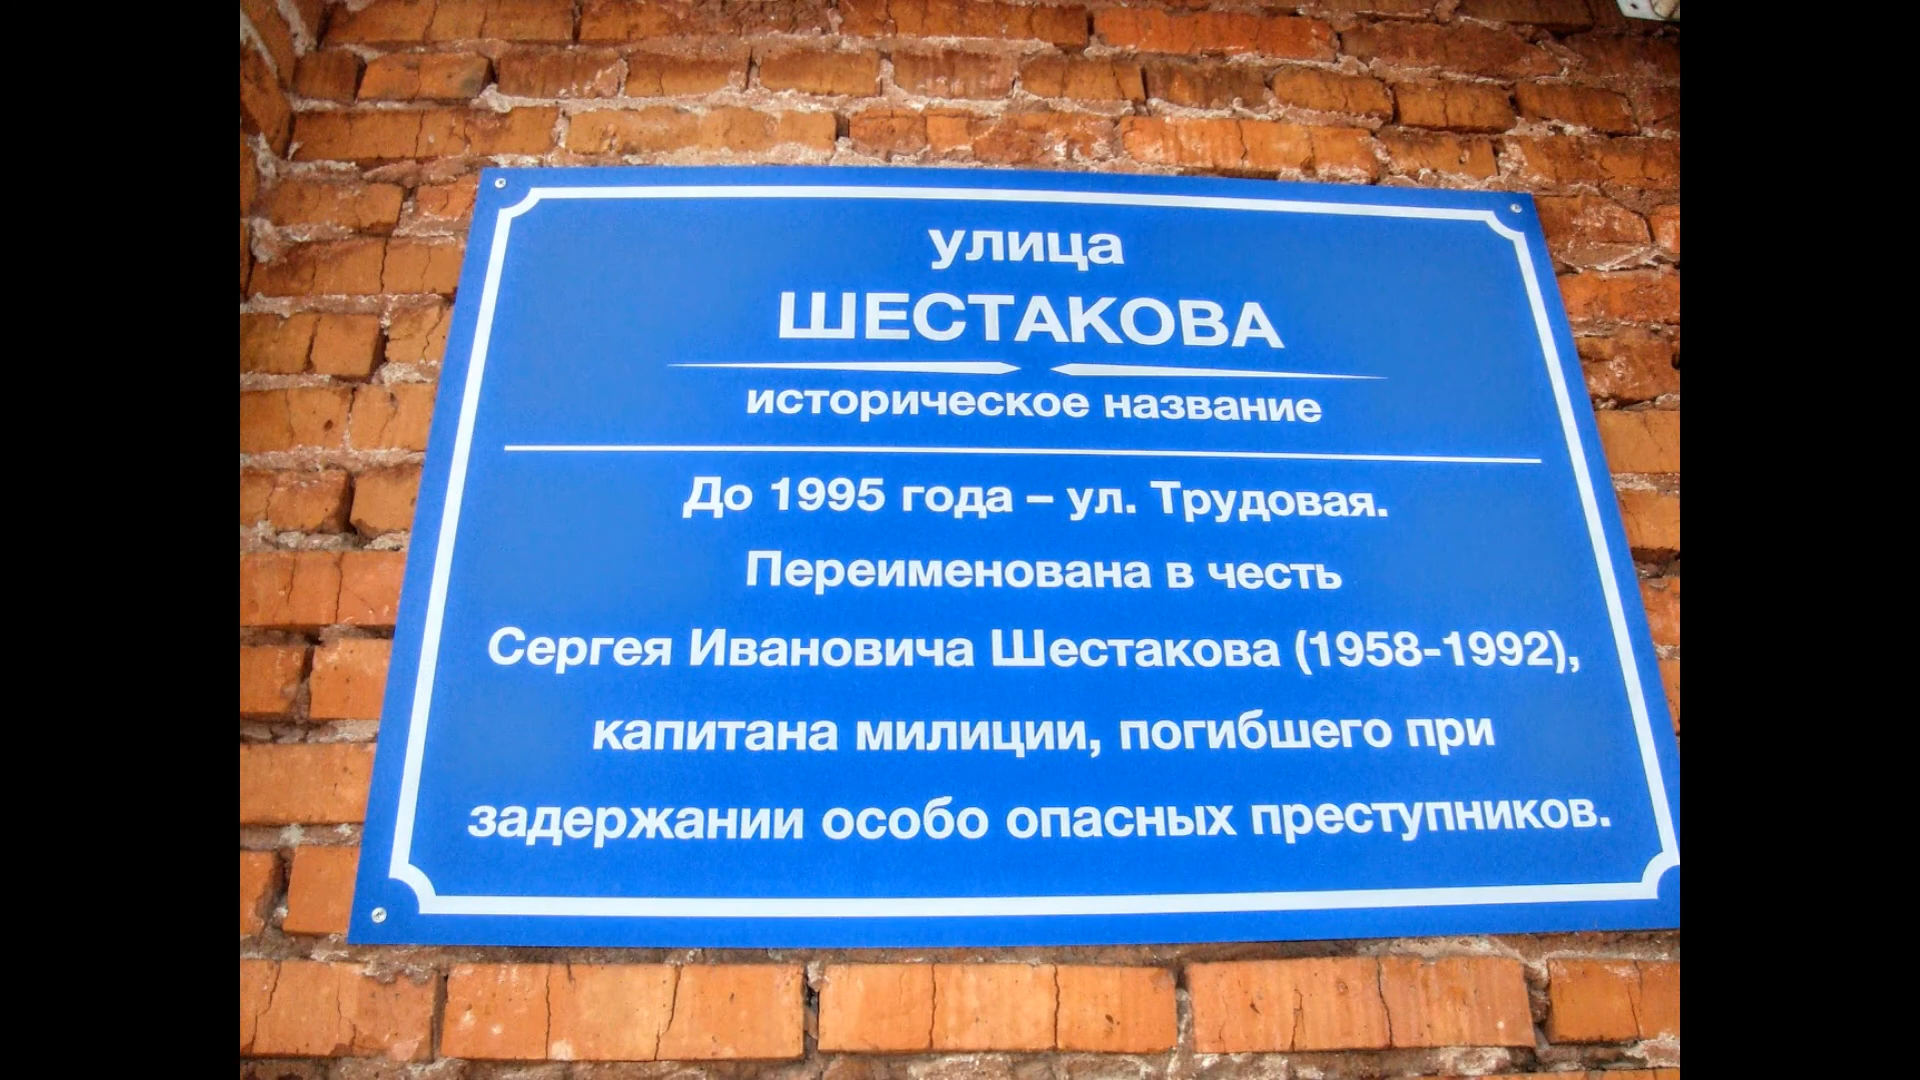 улица
ШЕСТАКОВА
историческое название
До 1995 года – ул. Трудовая.
Переименована в честь
Сергея Ивановича Шестакова (1958-1992),
капитана милиции, погибшего при
задержании особо опасных преступников.